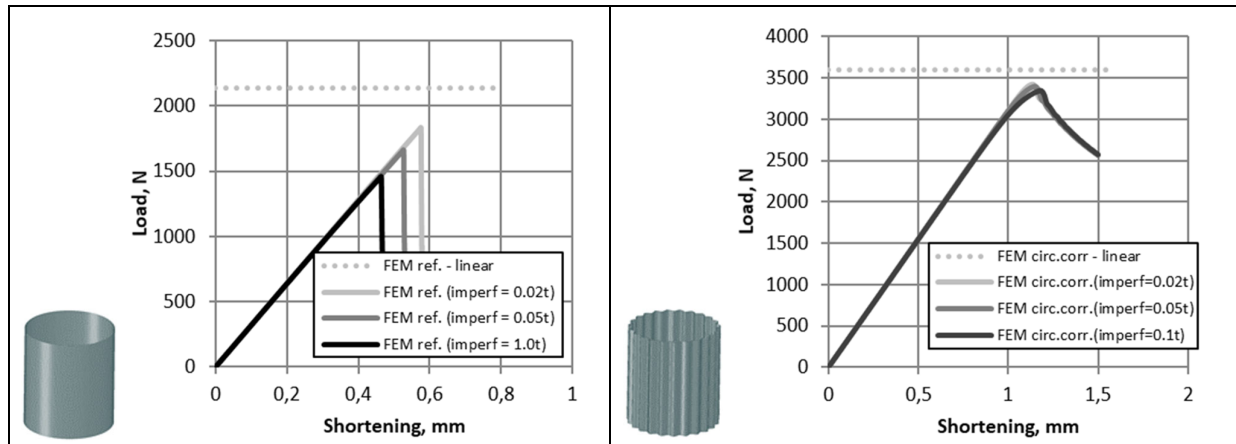 2500
2000
1500
1000
500
0
Load, N
FEM ref. - linear
FEM ref. (imperf = 0.02t)
FEM ref. (imperf = 0.05t)
FEM ref. (imperf = 1.0t)
0 0,2 0,4 0,6 0,8 1
Shortening, mm
4000
3500
3000
2500
2000
1500
1000
500
0
Load, N
FEM circ.corr - linear
FEM circ.corr.(imperf=0.02t)
FEM circ.corr.(imperf=0.05t)
FEM circ.corr.(imperf=0.1t)
0 0,5 1 1,5 2
Shortening, mm